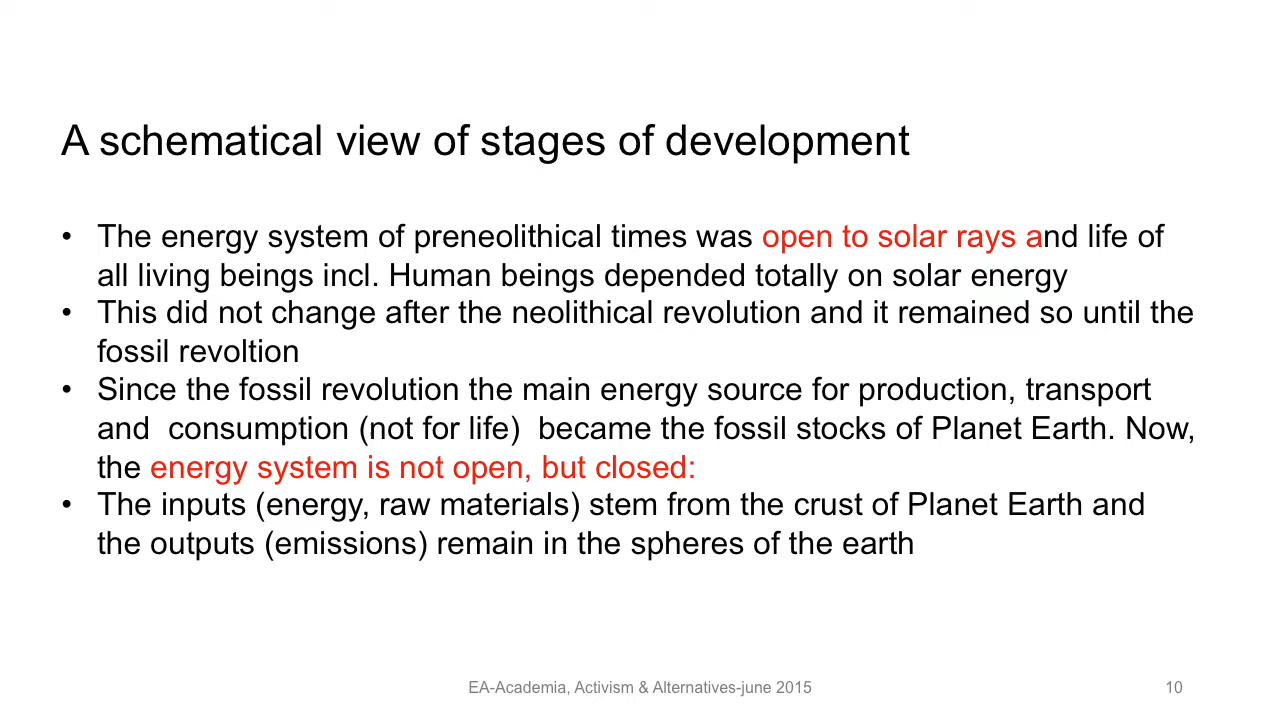 A schematical view of stages of development
• The energy system of preneolithical times was open to solar rays and life of
all living beings incl. Human beings depended totally on solar energy
• This did not change after the neolithical revolution and it remained so until the
fossil revoltion
• Since the fossil revolution the main energy source for production, transport
and  consumption (not for life)  became the fossil stocks of Planet Earth. Now,
the energy system is not open, but closed:
• The inputs (energy, raw materials) stem from the crust of Planet Earth and
the outputs (emissions) remain in the spheres of the earth
EA-Academia, Activism & Alternatives-june 2015
10